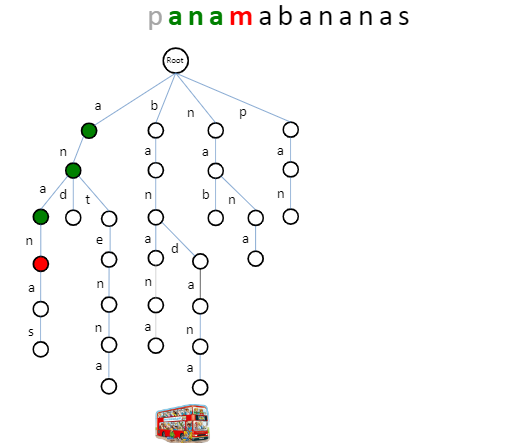 panamabananas
Root
a b n p
n a a a
a d t n b n n
n e a d a
a n n a
s n a n
a a